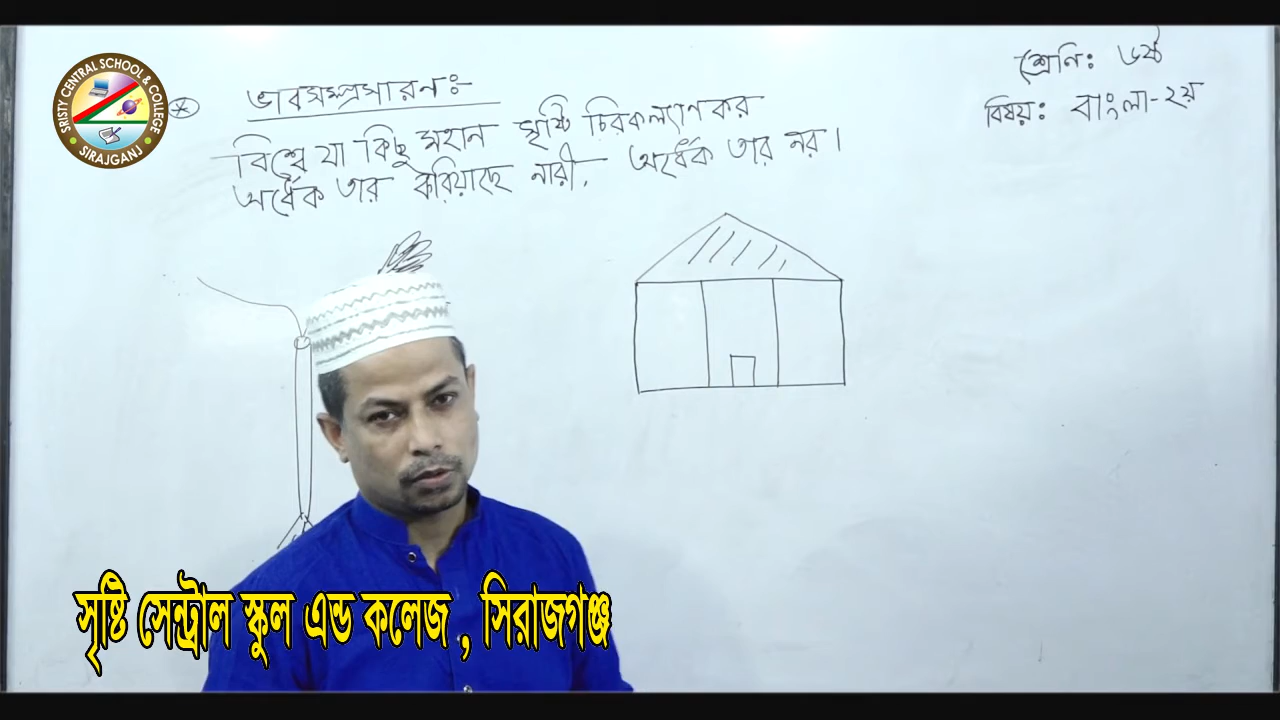 SRISTY CENTRAL SCHOOL & COLLEGE
SIRAJGANJ
শ্রেণি: ৬ষ্ঠ
বিষয়: বাংলা-২য়
ভাবসম্প্রসারণঃ-
বিশ্বে যা কিছু মহান সৃষ্টি চিরকল্যাণকর
অর্ধেক তার করিয়াছে নারী, অর্ধেক তার নর।
সৃষ্টি সেন্ট্রাল স্কুল এন্ড কলেজ , সিরাজগঞ্জ